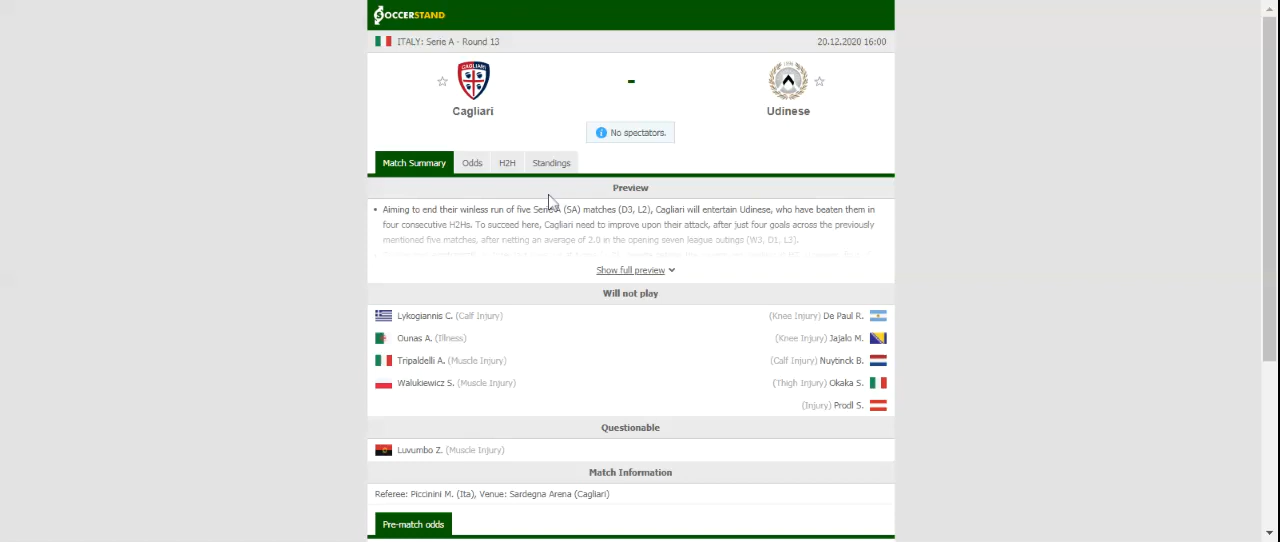 SOCCERSTAND
ITALY: Serie A - Round 13 20.12.2020 16:00
CAGLIARI
-
Cagliari Udinese
No spectators.
Match Summary Odds H2H Standings
Preview
• Aiming to end their winless run of five Serie A (SA) matches (D3, L2), Cagliari will entertain Udinese, who have beaten them in
four consecutive H2Hs. To succeed here, Cagliari need to improve upon their attack, after just four goals across the previously
mentioned five matches, after netting an average of 2.0 in the opening seven league outings (W3, D1, L3).
Show full preview
Will not play
Lykogiannis C. (Calf Injury) (Knee Injury) De Paul R.
Ounas A. (Illness) (Knee Injury) Jajalo M.
Tripaldelli A. (Muscle Injury) (Calf Injury) Nuytinck B.
Walukiewicz S. (Muscle Injury) (Thigh Injury) Okaka S.
(Injury) Prodl S.
Questionable
Luvumbo Z. (Muscle Injury)
Match Information
Referee: Piccinini M. (Ita), Venue: Sardegna Arena (Cagliari)
Pre-match odds